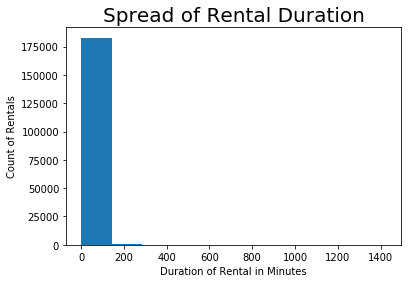 Spread of Rental Duration
175000
150000
125000
100000
75000
50000
25000
0
Count of Rentals
0 200 400 600 800 1000 1200 1400
Duration of Rental in Minutes